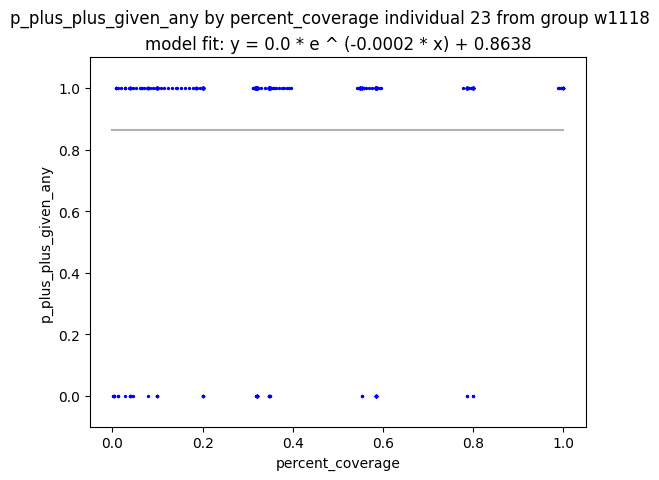 p_plus_plus_given_any by percent_coverage individual 23 from group w1118
model fit: y = 0.0 * e ^ (-0.0002 * x) + 0.8638
1.0
0.8
0.6
0.4
0.2
0.0
p_plus_plus_given_any
0.0 0.2 0.4 0.6 0.8 1.0
percent_coverage